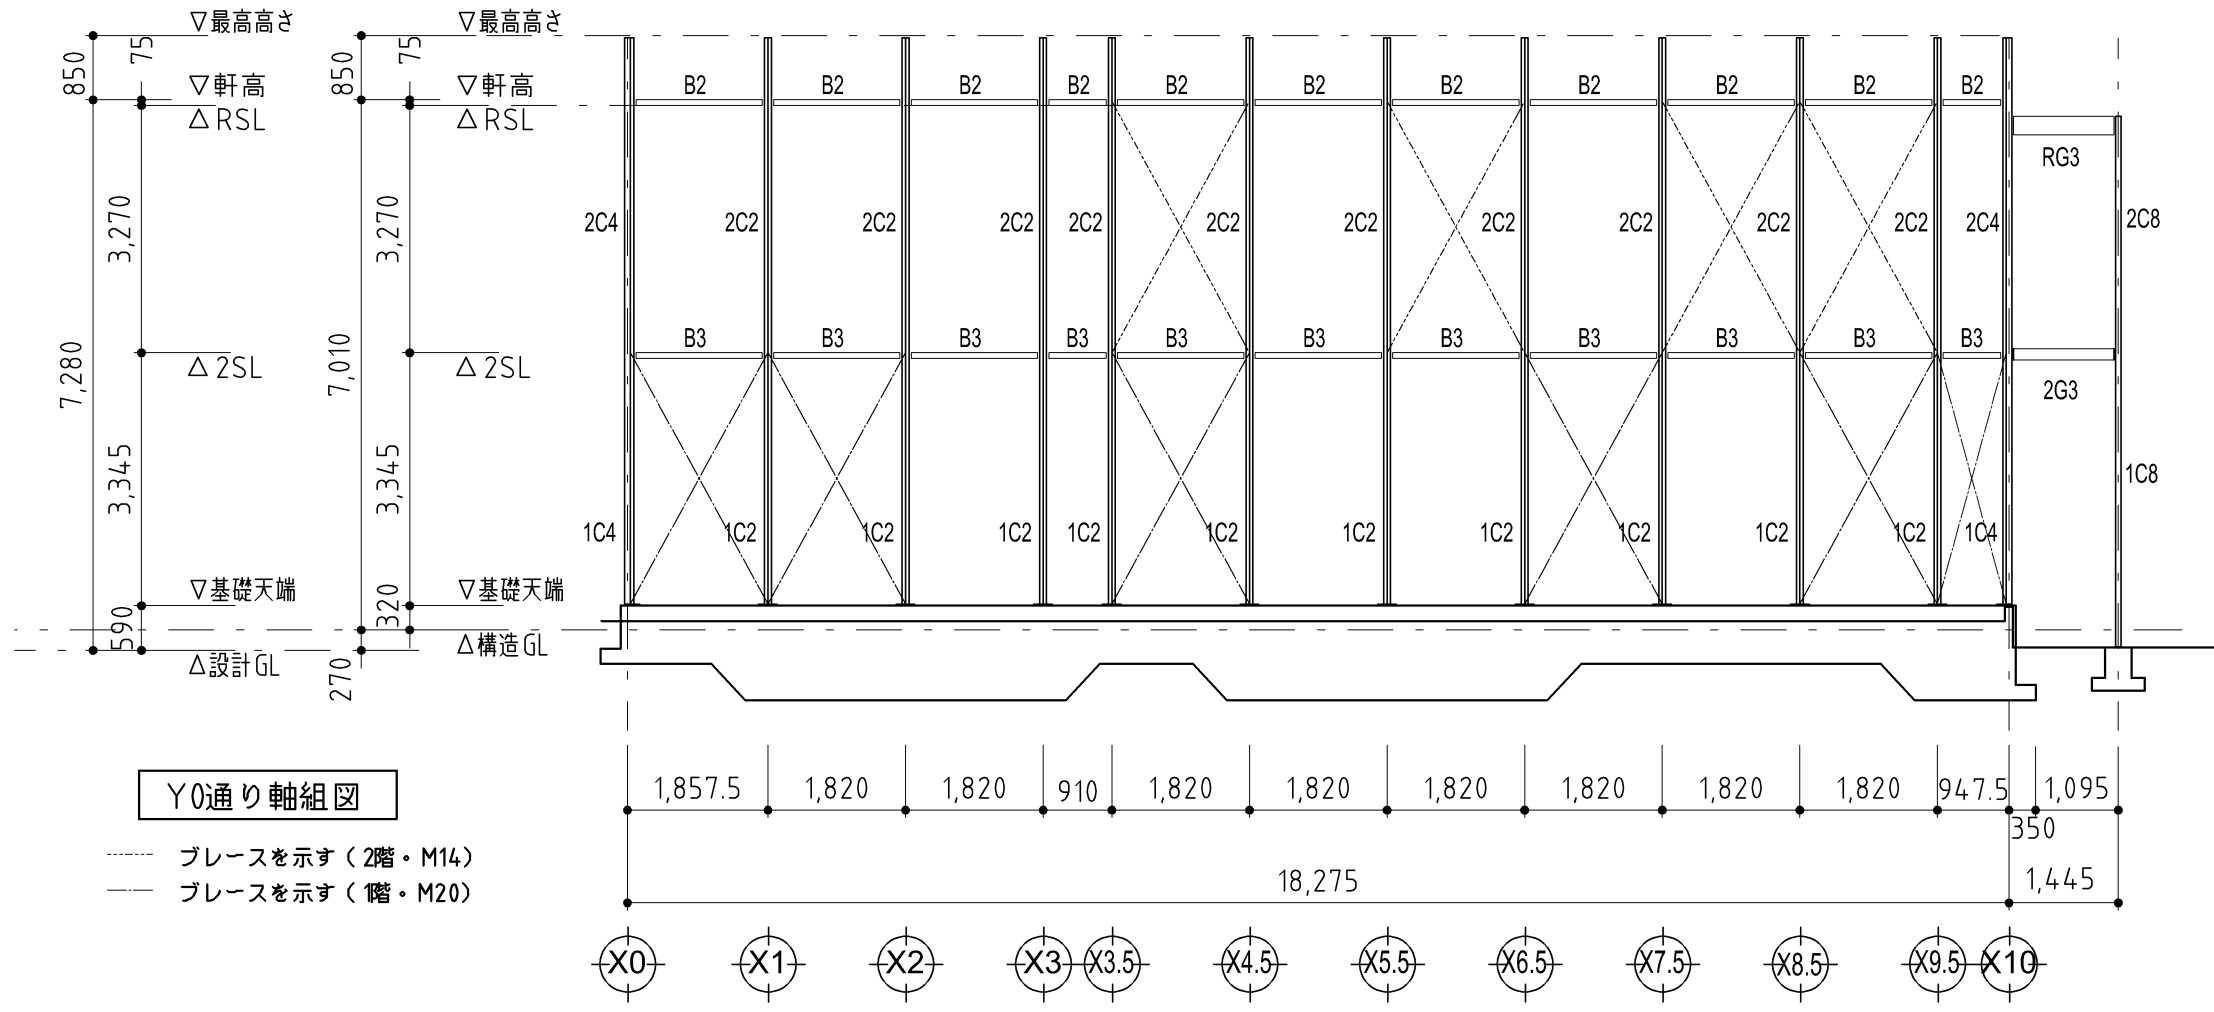 ▽最高高さ ▽最高高さ
850 75 850 75
▽軒高 ▽軒高
△RSL △RSL
B2 B2 B2 B2 B2 B2 B2 B2 B2 B2 B2
RG3
3,270 3,270
2C4 2C2 2C2 2C2 2C2 2C2 2C2 2C2 2C2 2C2 2C2 2C4 2C8
B3 B3 B3 B3 B3 B3 B3 B3 B3 B3 B3
△2SL △2SL
7,280 7,010
2G3
3,345 3,345
1C8
1C4 1C2 1C2 1C2 1C2 1C2 1C2 1C2 1C2 1C2 1C2 1C4
▽基礎天端 ▽基礎天端
590 320
△構造GL
△設計GL
270
Y0通り軸組図
1,857.5 1,820 1,820 910 1,820 1,820 1,820 1,820 1,820 1,820 947.5 1,095
350
ブレースを示す(2階・M14)
ブレースを示す(1階・M20)
18,275 1,445
X0 X1 X2 X3 X3.5 X4.5 X5.5 X6.5 X7.5 X8.5 X9.5 X10